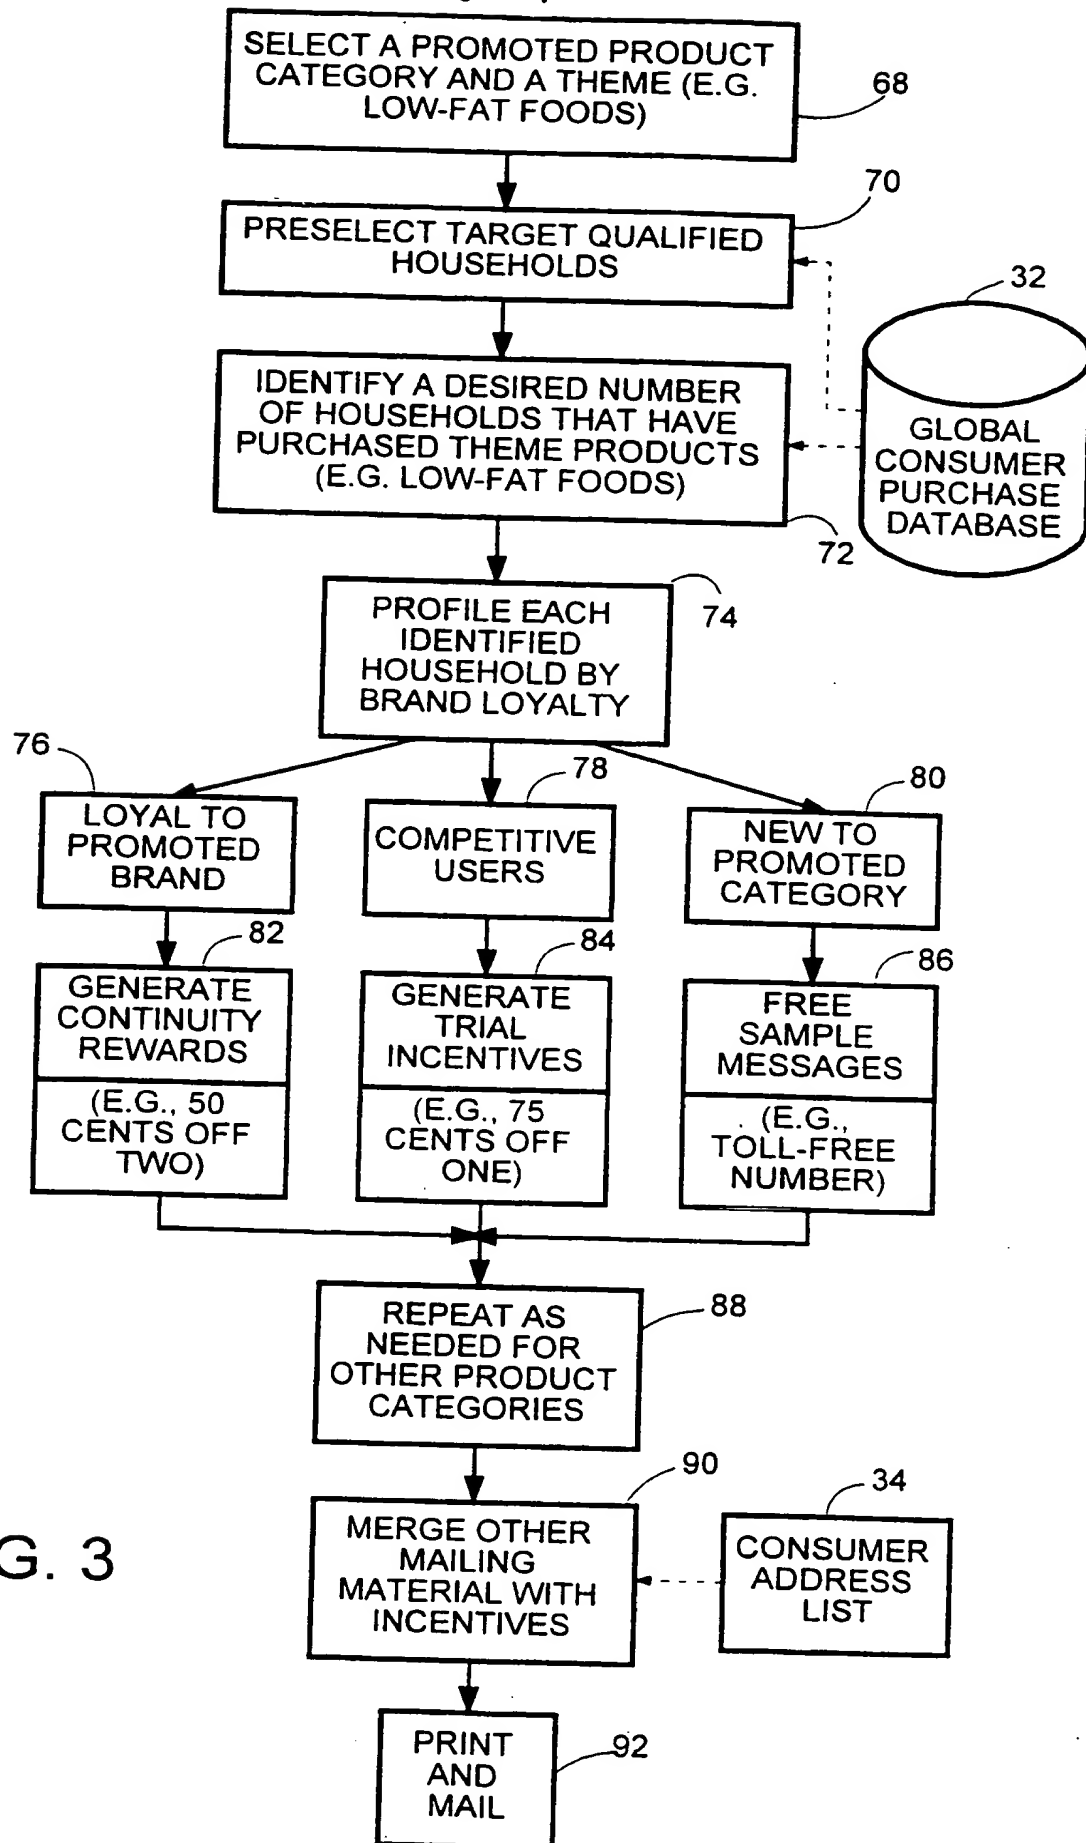 SELECT A PROMOTED PRODUCT
CATEGORY AND A THEME (E.G.
LOW-FAT FOODS)
68
70
PRESELECT TARGET QUALIFIED
HOUSEHOLDS
32
IDENTIFY A DESIRED NUMBER
OF HOUSEHOLDS THAT HAVE
PURCHASED THEME PRODUCTS
(E.G. LOW-FAT FOODS)
72
GLOBAL
CONSUMER
PURCHASE
DATABASE
PROFILE EACH
IDENTIFIED
HOUSEHOLD BY
BRAND LOYALTY
74
76
LOYAL TO
PROMOTED
BRAND
78
COMPETITIVE
USERS
80
NEW TO
PROMOTED
CATEGORY
82
GENERATE
CONTINUITY
REWARDS
(E.G., 50
CENTS OFF
TWO)
84
GENERATE
TRIAL
INCENTIVES
(E.G., 75
CENTS OFF
ONE)
86
FREE
SAMPLE
MESSAGES
(E.G.,
TOLL-FREE
NUMBER)
REPEAT AS
NEEDED FOR
OTHER PRODUCT
CATEGORIES
88
90
MERGE OTHER
MAILING
MATERIAL WITH
INCENTIVES
34
CONSUMER
ADDRESS
LIST
G. 3
PRINT
AND
MAIL
92